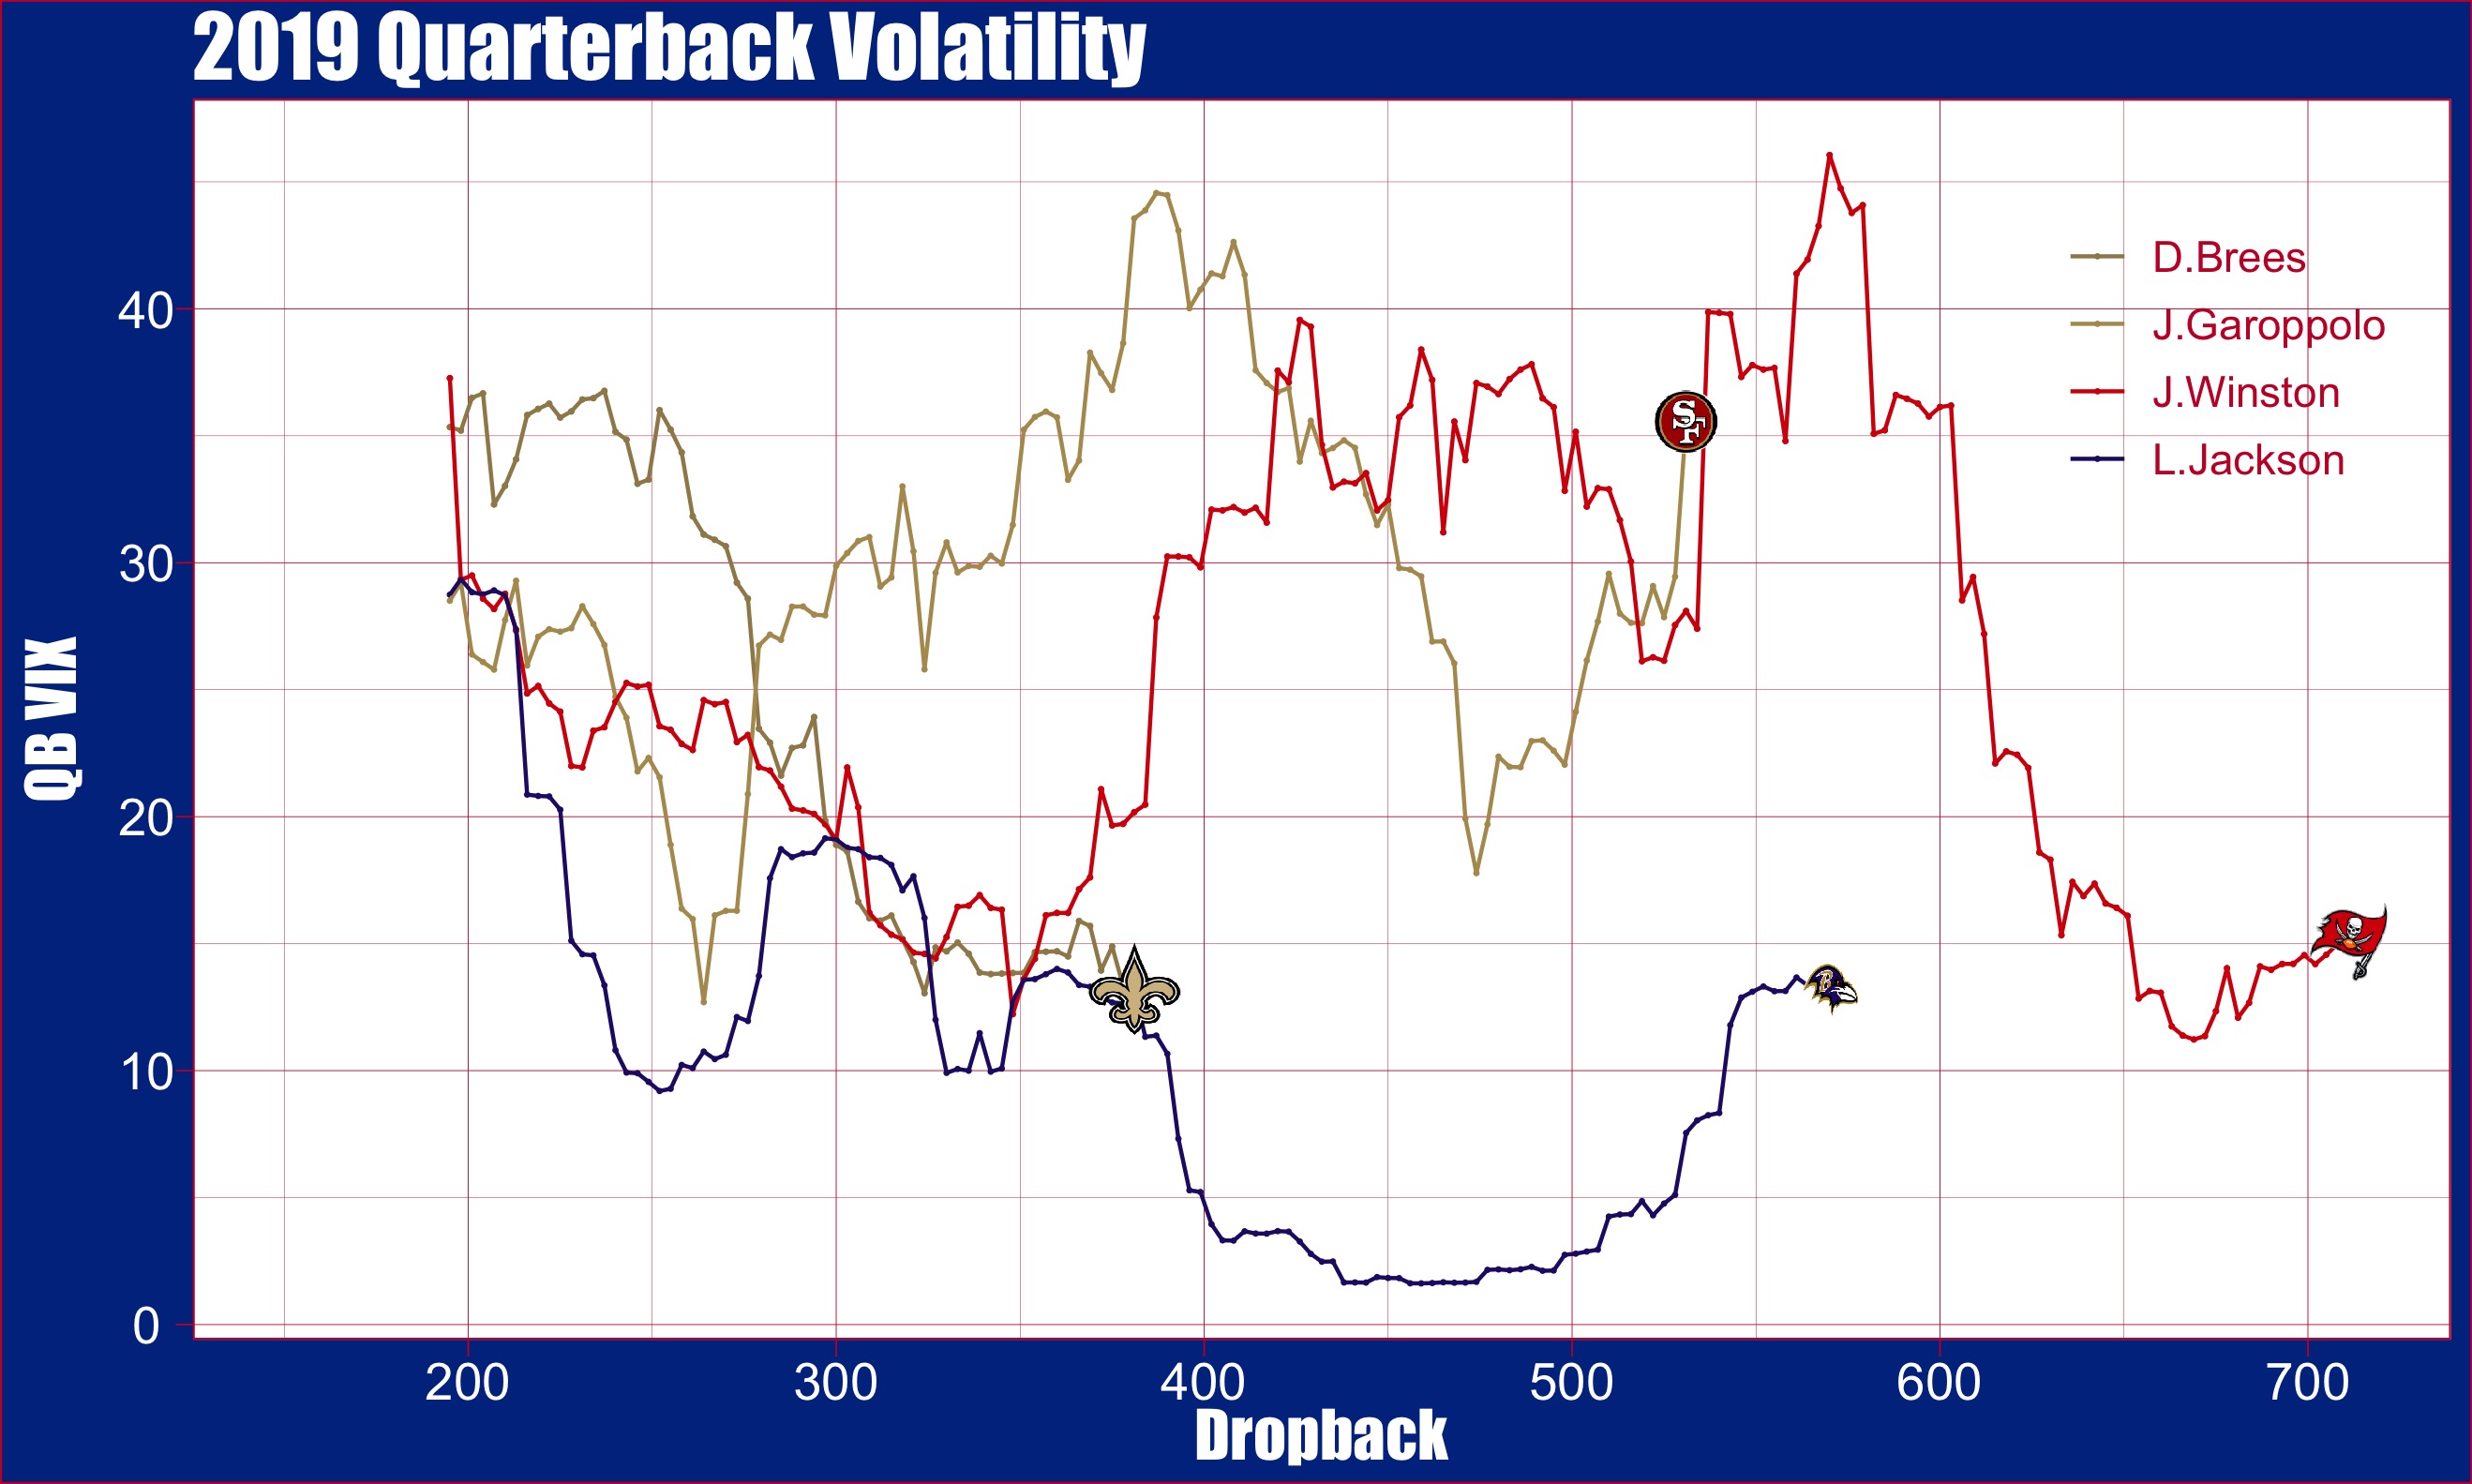 2019 Quarterback Volatility
QB VIX
40
30
20
10
0
D.Brees
J.Garoppolo
J.Winston
L.Jackson
SF
B
200 300 400 500 600 700
Dropback